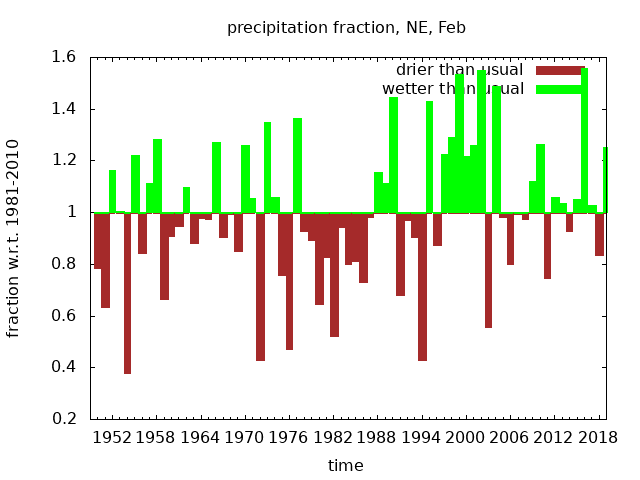 precipitation fraction, NE, Feb
1.6
1.4
1.2
1
0.8
0.6
0.4
0.2
fraction w.r.t. 1981-2010
drier than usual
wetter than usual
1952 1958 1964 1970 1976 1982 1988 1994 2000 2006 2012 2018
time